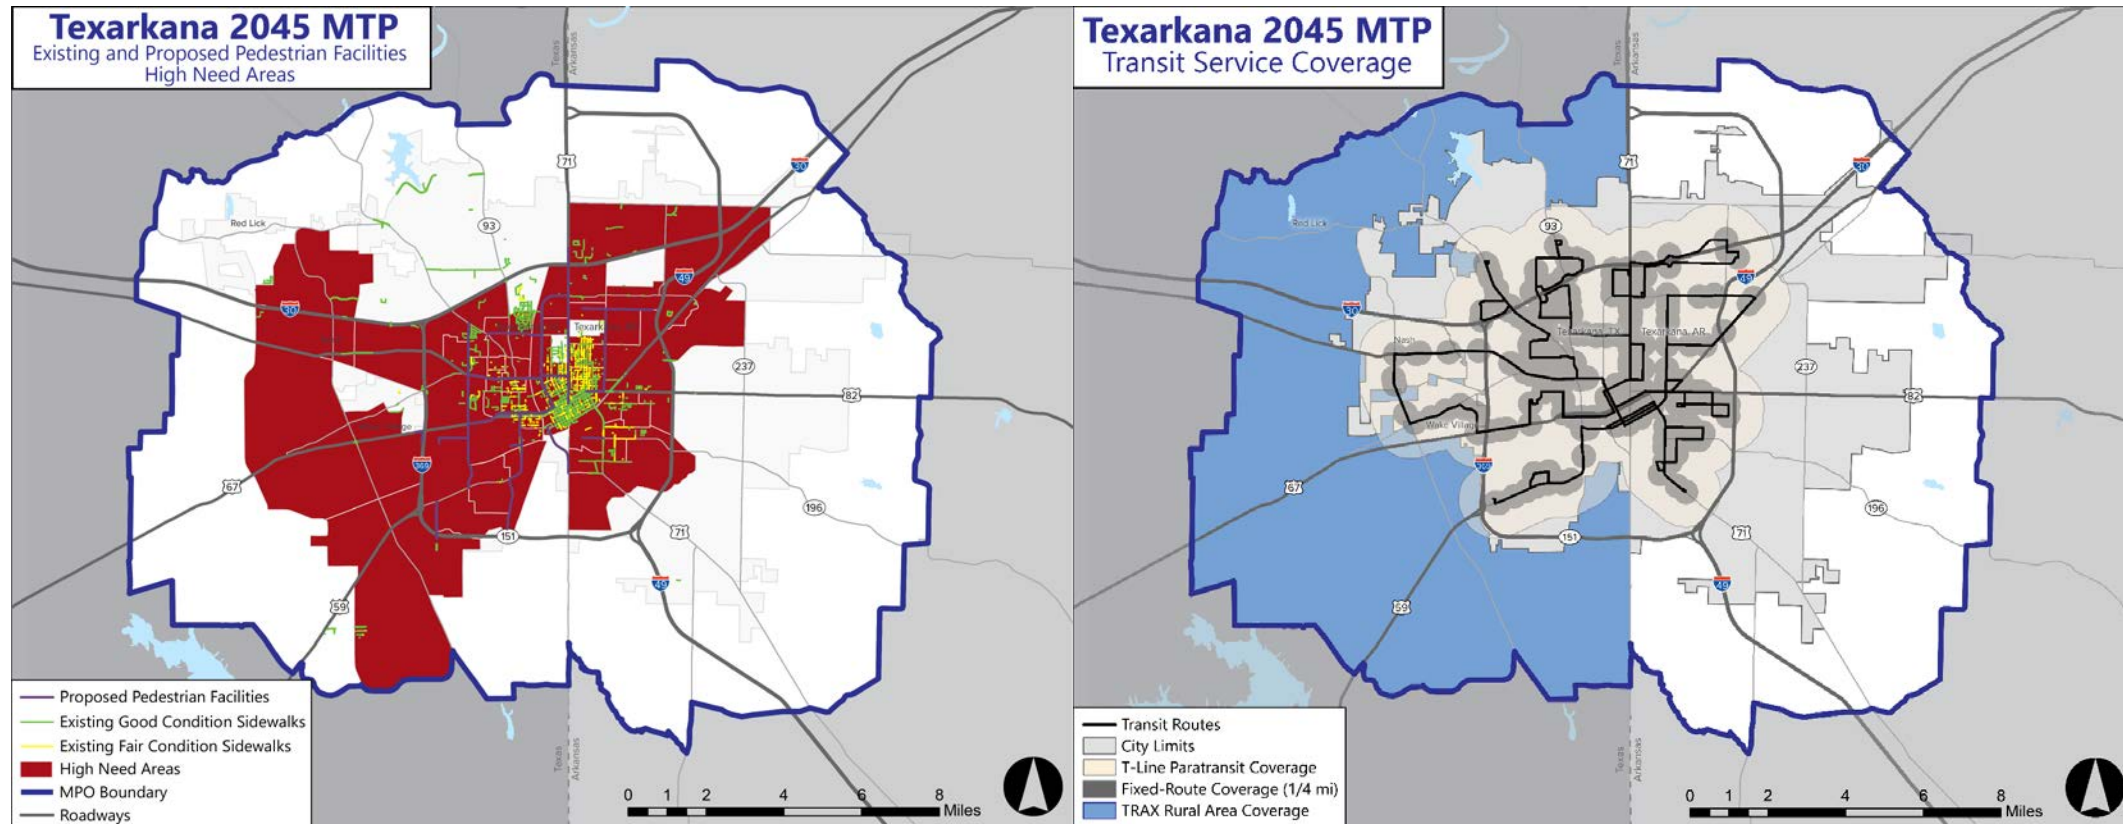 Texarkana 2045 MTP
Existing and Proposed Pedestrian Facilities
High Need Areas
Texas
Arkansas
71
30
Red Lick
93
49
30
Texark
237
82
369
67
196
151
71
49
59
Proposed Pedestrian Facilities
Existing Good Condition Sidewalks
Existing Fair Condition Sidewalks
High Need Areas
MPO Boundary
Roadways
Texas
Arkansas
0 1 2 4 6 8
Miles
Texarkana 2045 MTP
Transit Service Coverage
Texas
Arkansas
71
30
Red Lick
93
49
30
Texarkana, TX
Texarkana, AR
Nash
237
82
Wake Village
369
67
196
151
71
49
59
Transit Routes
City Limits
T-Line Paratransit Coverage
Fixed-Route Coverage (1/4 mi)
TRAX Rural Area Coverage
Texas
Arkansas
0 1 2 4 6 8
Miles